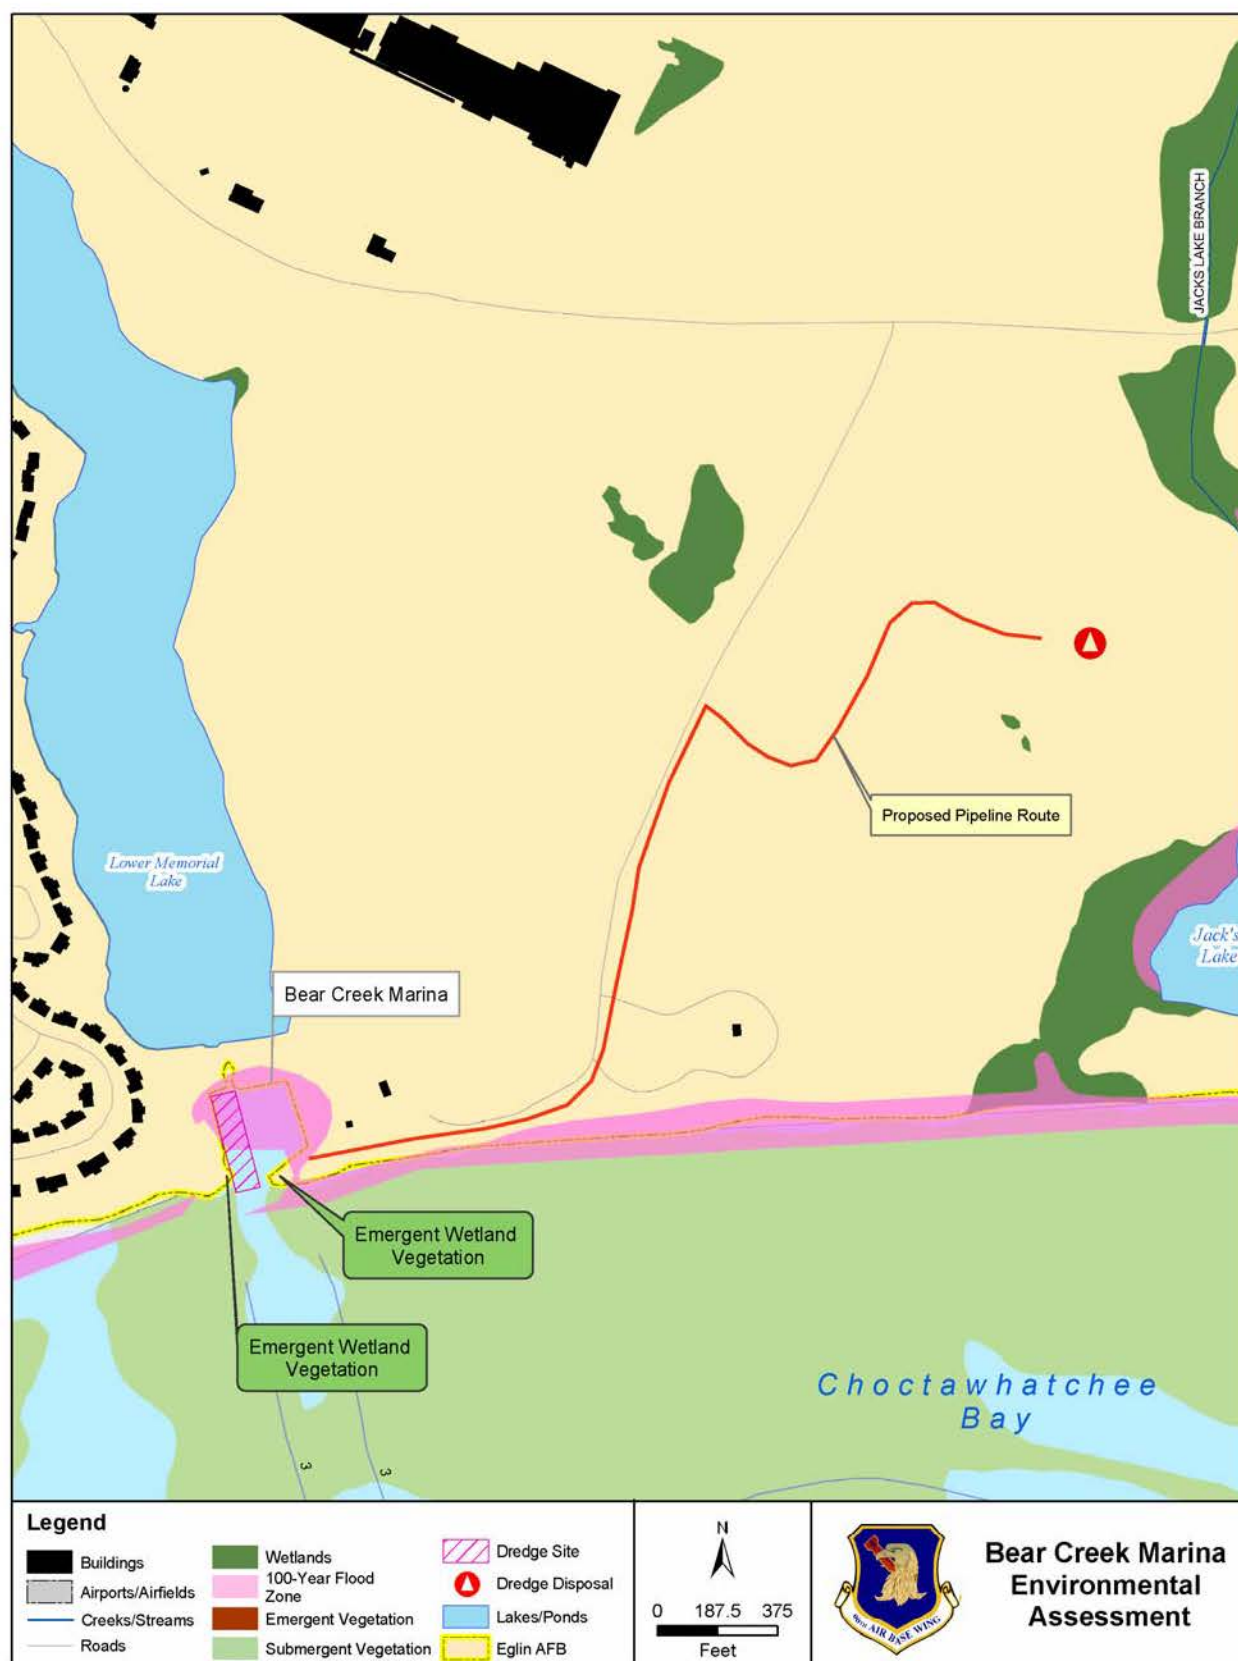 JACKS LAKE BRANCH
Proposed Pipeline Route
Lower Memorial
Lake
Jack's
Lake
Bear Creek Marina
Emergent Wetland
Vegetation
Emergent Wetland
Vegetation
Choctawhatchee
Bay
3
3
Legend
Buildings
Airports/Airfields
Creeks/Streams
Roads
Wetlands
100-Year Flood
Zone
Emergent Vegetation
Submergent Vegetation
Dredge Site
Dredge Disposal
Lakes/Ponds
Eglin AFB
N
0 187.5 375
Feet
AIR BASE WING
Bear Creek Marina
Environmental
Assessment